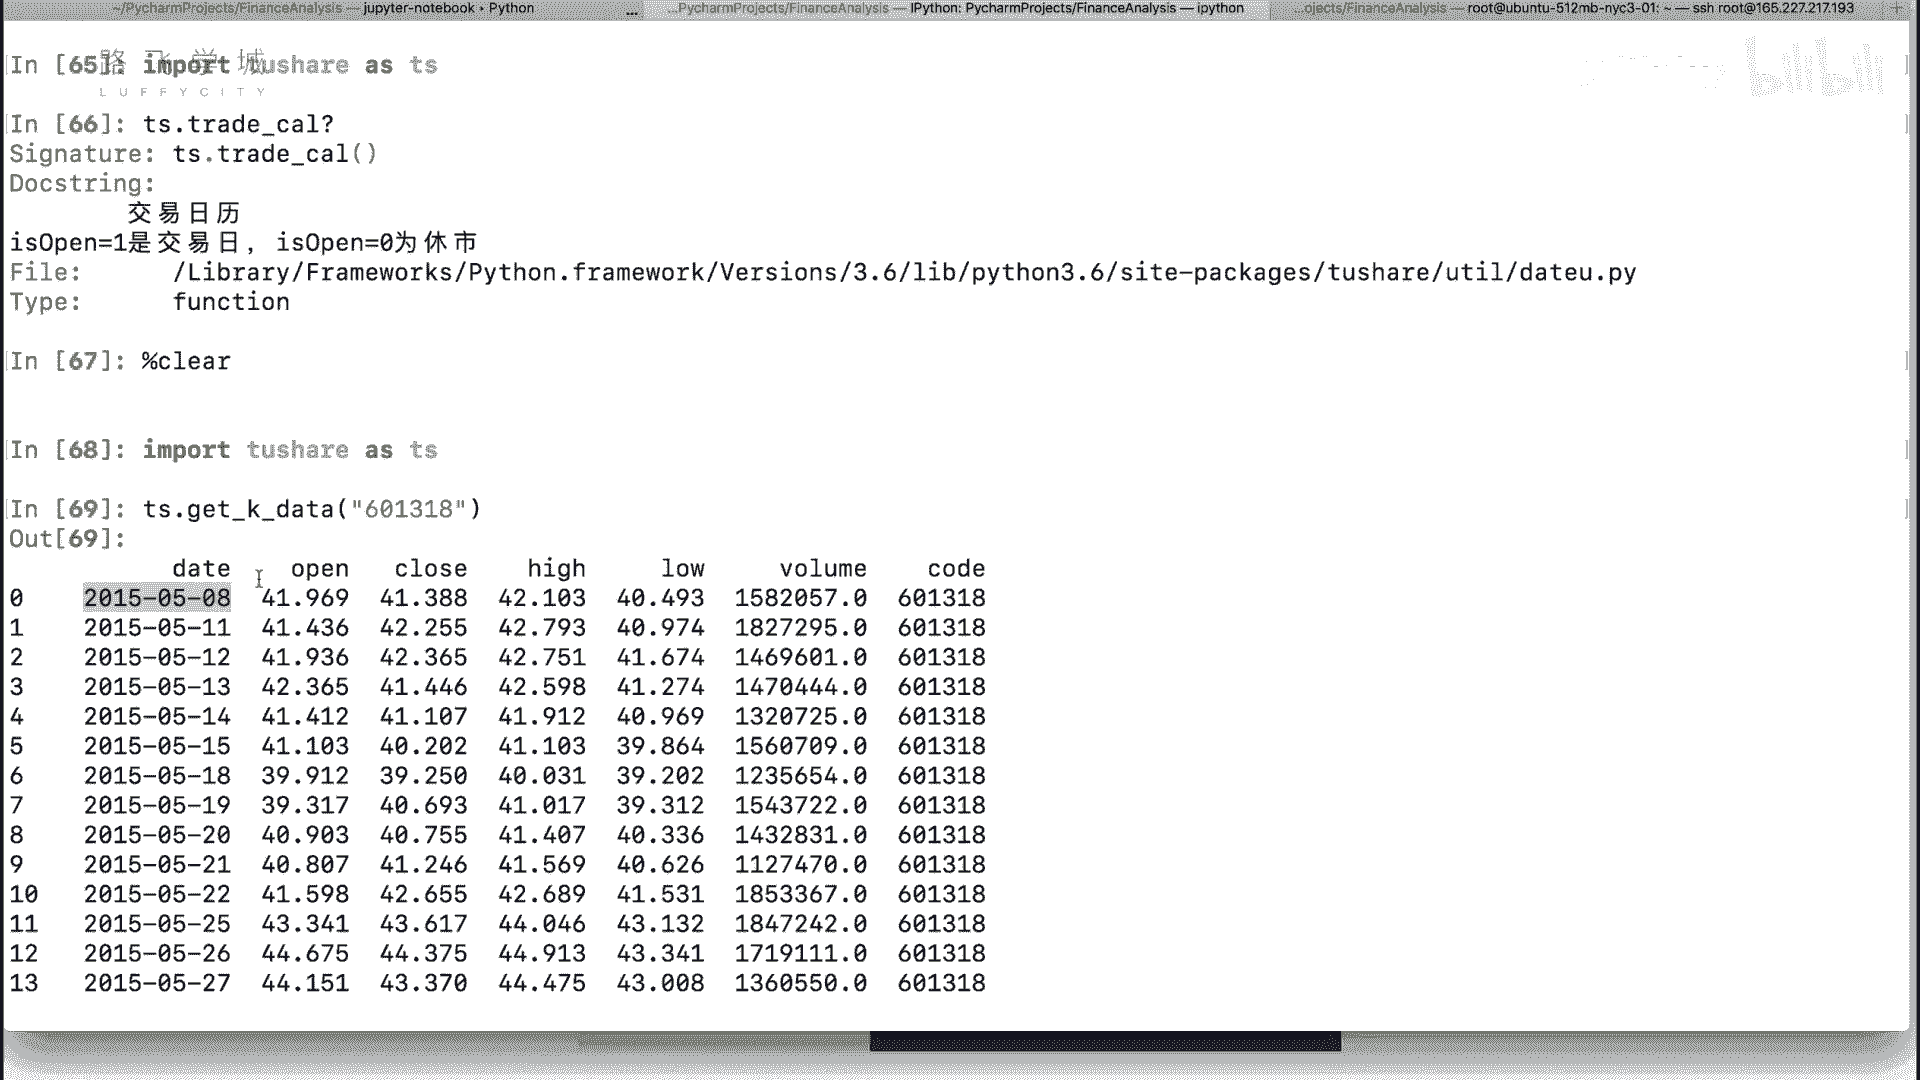 ~/PycharmProjects/FinanceAnalysis — jupyter-notebook • Python
...
...PycharmProjects/FinanceAnalysis — IPython: PycharmProjects/FinanceAnalysis — ipython
...ojects/FinanceAnalysis — root@ubuntu-512mb-nyc3-01: ~ — ssh root@165.227.217.193
+
路飞学城
LUFFYCITY
bilibili
In [65]: import tushare as ts
In [66]: ts.trade_cal?
Signature: ts.trade_cal()
Docstring:
交易日历
isOpen=1是交易日, isOpen=0为休市
File: /Library/Frameworks/Python.framework/Versions/3.6/lib/python3.6/site-packages/tushare/util/dateu.py
Type: function
In [67]: %clear
In [68]: import tushare as ts
In [69]: ts.get_k_data("601318")
Out[69]:
date open close high low volume code
0 2015-05-08 41.969 41.388 42.103 40.493 1582057.0 601318
1 2015-05-11 41.436 42.255 42.793 40.974 1827295.0 601318
2 2015-05-12 41.936 42.365 42.751 41.674 1469601.0 601318
3 2015-05-13 42.365 41.446 42.598 41.274 1470444.0 601318
4 2015-05-14 41.412 41.107 41.912 40.969 1320725.0 601318
5 2015-05-15 41.103 40.202 41.103 39.864 1560709.0 601318
6 2015-05-18 39.912 39.250 40.031 39.202 1235654.0 601318
7 2015-05-19 39.317 40.693 41.017 39.312 1543722.0 601318
8 2015-05-20 40.903 40.755 41.407 40.336 1432831.0 601318
9 2015-05-21 40.807 41.246 41.569 40.626 1127470.0 601318
10 2015-05-22 41.598 42.655 42.689 41.531 1853367.0 601318
11 2015-05-25 43.341 43.617 44.046 43.132 1847242.0 601318
12 2015-05-26 44.675 44.375 44.913 43.341 1719111.0 601318
13 2015-05-27 44.151 43.370 44.475 43.008 1360550.0 601318